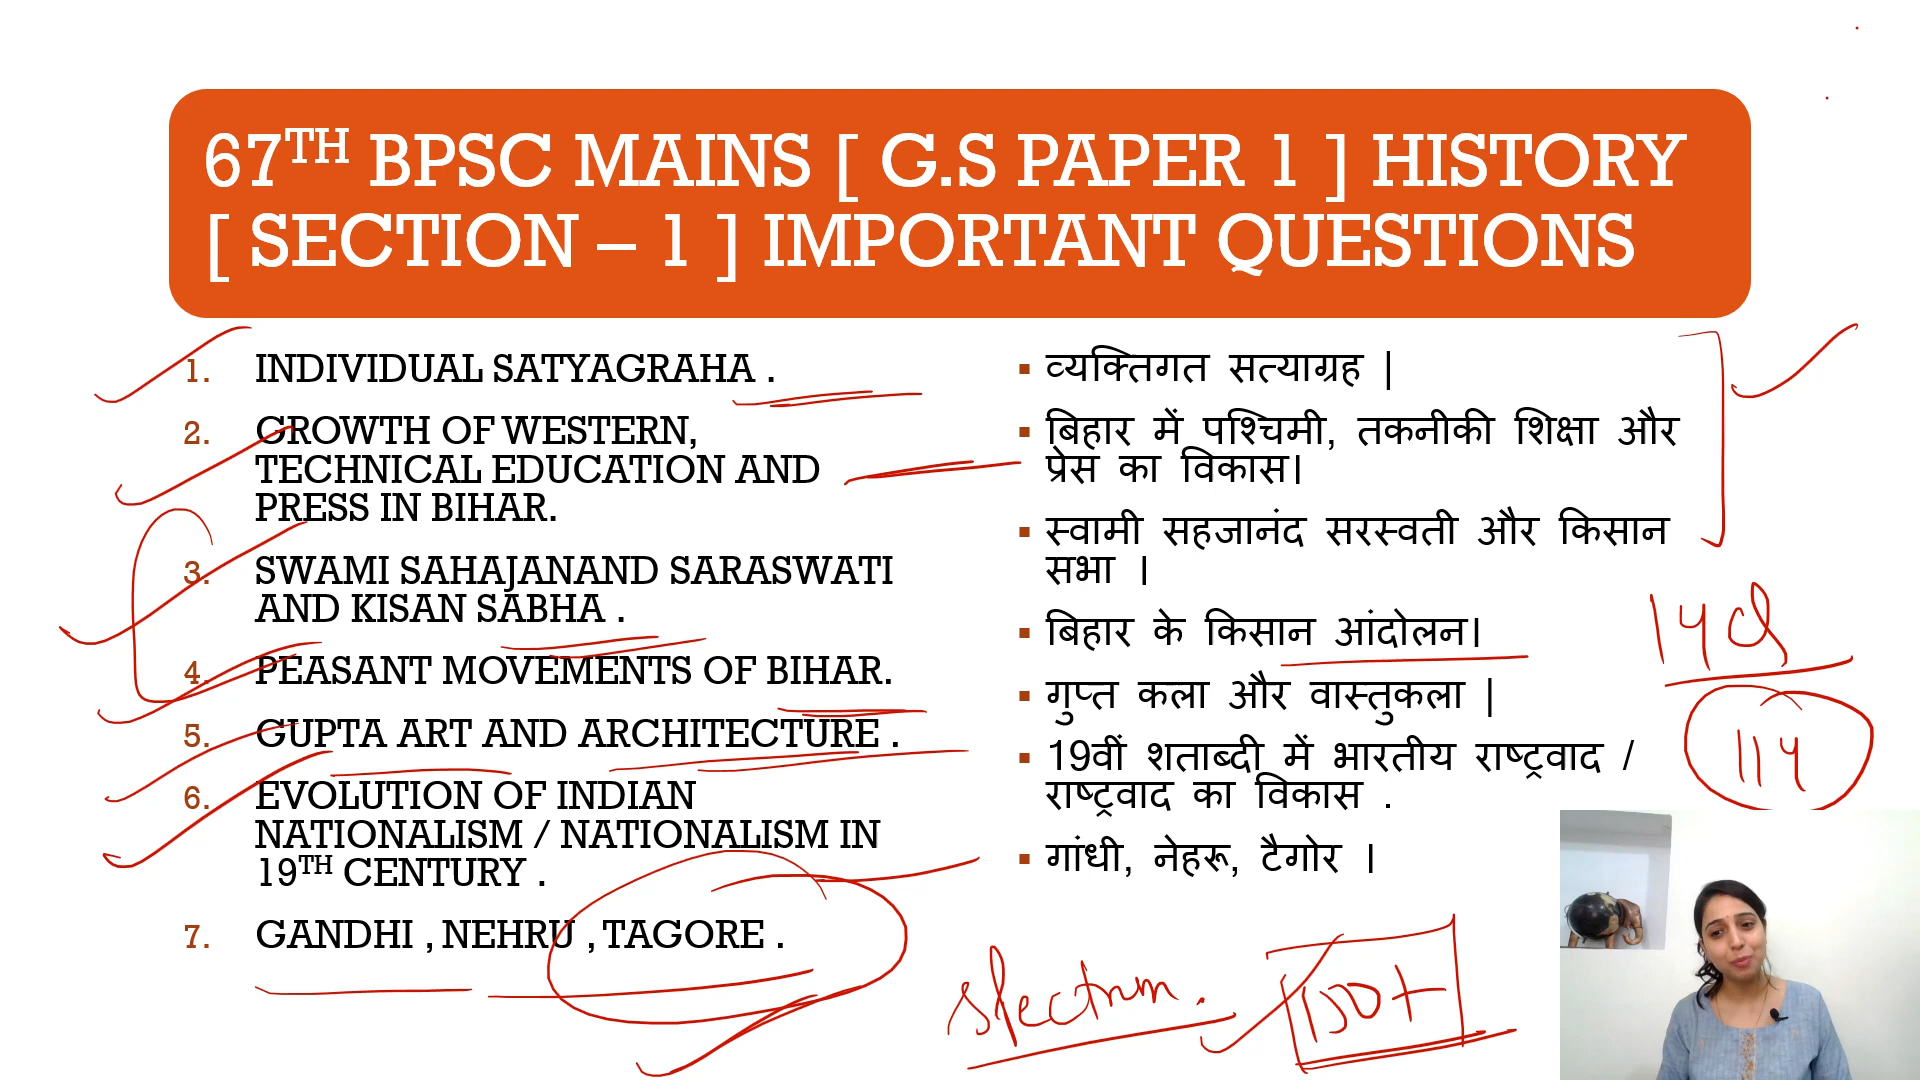 67TH BPSC MAINS [ G.S PAPER 1 ] HISTORY
[ SECTION – 1 ] IMPORTANT QUESTIONS
1. INDIVIDUAL SATYAGRAHA .
2. GROWTH OF WESTERN,
TECHNICAL EDUCATION AND
PRESS IN BIHAR.
3. SWAMI SAHAJANAND SARASWATI
AND KISAN SABHA .
4. PEASANT MOVEMENTS OF BIHAR.
5. GUPTA ART AND ARCHITECTURE .
6. EVOLUTION OF INDIAN
NATIONALISM / NATIONALISM IN
19TH CENTURY .
7. GANDHI , NEHRU , TAGORE .
▪ व्यक्तिगत सत्याग्रह |
▪ बिहार में पश्चिमी, तकनीकी शिक्षा और
प्रेस का विकास।
▪ स्वामी सहजानंद सरस्वती और किसान
सभा ।
▪ बिहार के किसान आंदोलन।
▪ गुप्त कला और वास्तुकला |
▪ 19वीं शताब्दी में भारतीय राष्ट्रवाद /
राष्ट्रवाद का विकास .
▪ गांधी, नेहरू, टैगोर ।
114
Spectrum.
150+